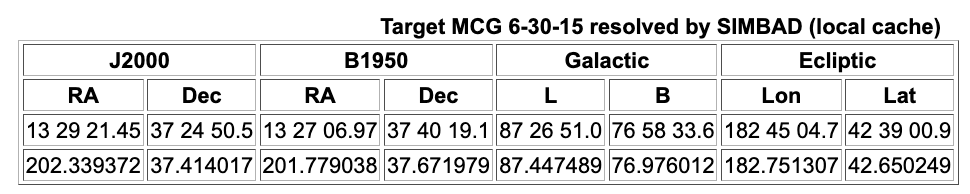 Target MCG 6-30-15 resolved by SIMBAD (local cache)
J2000 B1950 Galactic Ecliptic
RA Dec RA Dec L B Lon Lat
13 29 21.45 37 24 50.5 13 27 06.97 37 40 19.1 87 26 51.0 76 58 33.6 182 45 04.7 42 39 00.9
202.339372 37.414017 201.779038 37.671979 87.447489 76.976012 182.751307 42.650249